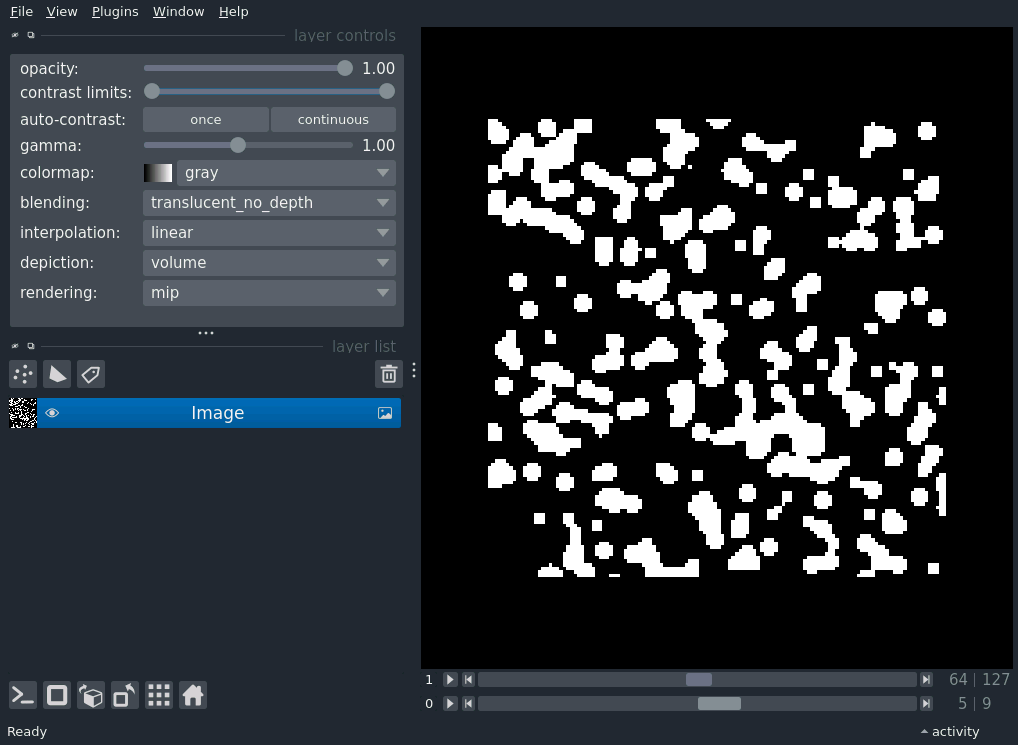 File View Plugins Window Help
layer controls
opacity: 1.00
contrast limits:
auto-contrast: once continuous
gamma: 1.00
colormap: gray
blending: translucent_no_depth
interpolation: linear
depiction: volume
rendering: mip
layer list
Image
1 64 | 127
0 5 | 9
Ready activity